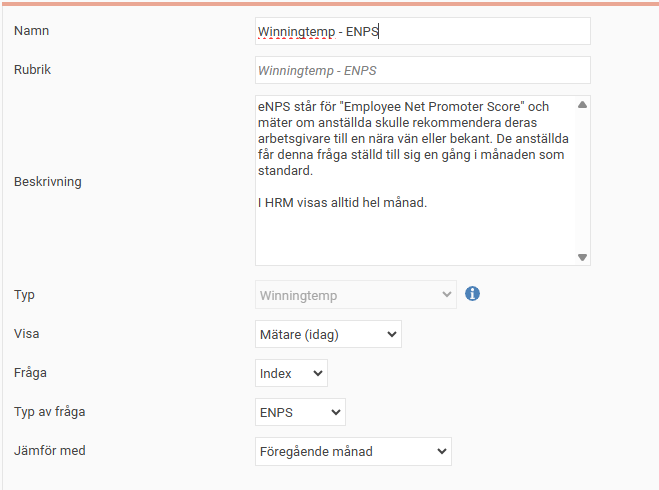 Namn
Winningtemp - ENPS
Rubrik
Winningtemp - ENPS
Beskrivning
eNPS står för "Employee Net Promoter Score" och
mäter om anställda skulle rekommendera deras
arbetsgivare till en nära vän eller bekant. De anställda
får denna fråga ställd till sig en gång i månaden som
standard.
I HRM visas alltid hel månad.
Typ
Winningtemp
Visa
Mätare (idag)
Fråga
Index
Typ av fråga
ENPS
Jämför med
Föregående månad